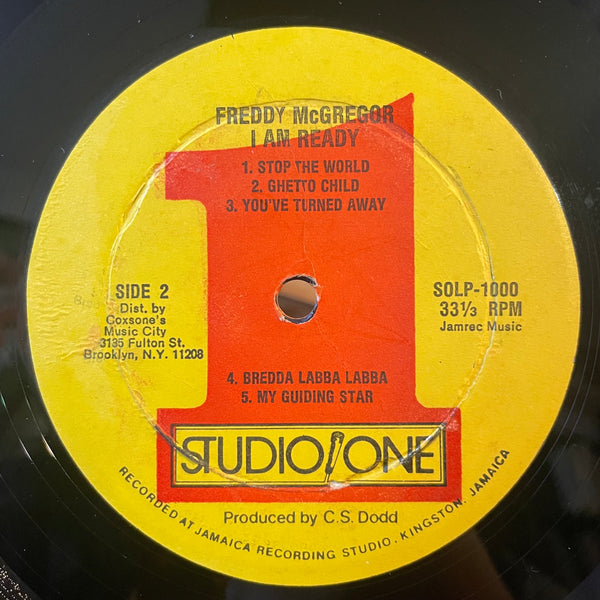 FREDDY McGREGOR
I AM READY
1. STOP THE WORLD
2. GHETTO CHILD
3. YOU'VE TURNED AWAY
SIDE 2
Dist. by
Coxsone's
Music City
3135 Fulton St.
Brooklyn, N.Y. 11208
SOLP-1000
33⅓ RPM
Jamrec Music
4. BREDDA LABBA LABBA
5. MY GUIDING STAR
1
STUDIO ONE
Produced by C.S. Dodd
RECORDED AT JAMAICA RECORDING STUDIO. KINGSTON. JAMAICA